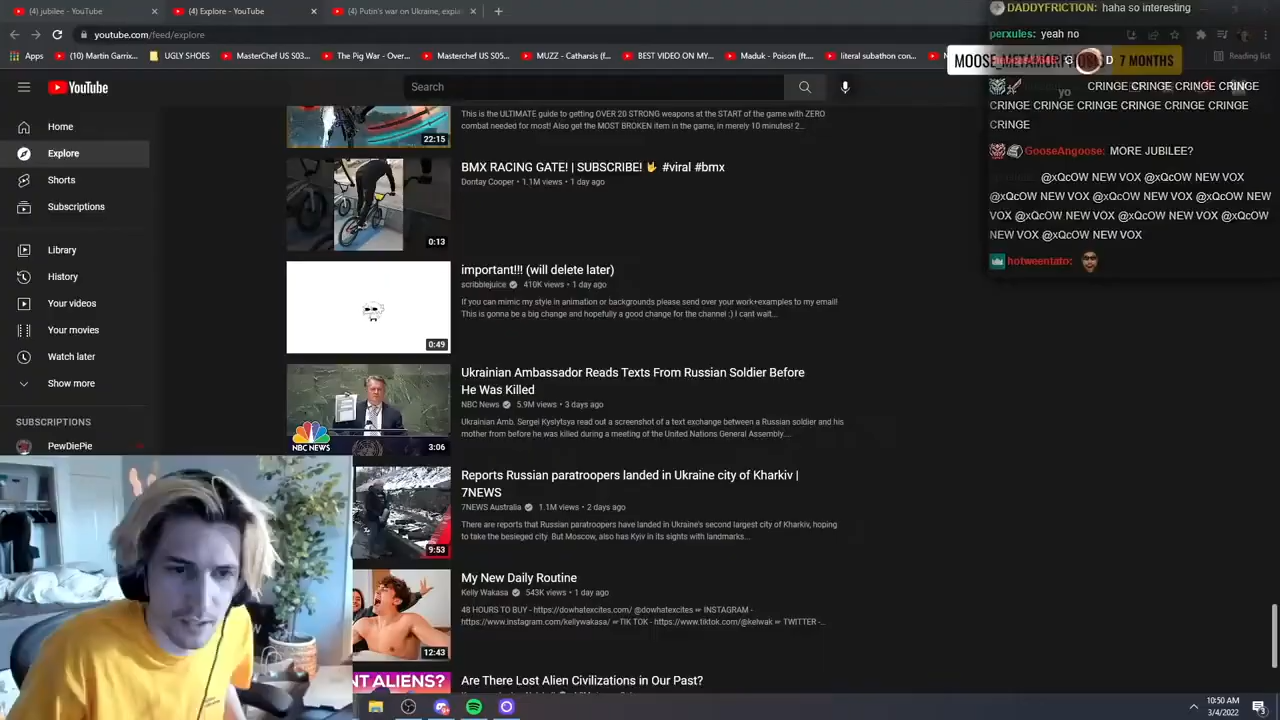 (4) jubilee - YouTube
(4) Explore - YouTube
(4) Putin's war on Ukraine, explai
youtube.com/feed/explore
Apps
(10) Martin Garrix...
UGLY SHOES
MasterChef US S03...
The Pig War - Over...
Masterchef US S05...
MUZZ - Catharsis (f...
BEST VIDEO ON MY...
Maduk - Poison (ft...
literal subathon con...
Reading list
YouTube
Search
Home
Explore
Shorts
Subscriptions
Library
History
Your videos
Your movies
Watch later
Show more
SUBSCRIPTIONS
PewDiePie
This is the ULTIMATE guide to getting OVER 20 STRONG weapons at the START of the game with ZERO
combat needed for most! Also get the MOST BROKEN item in the game, in merely 10 minutes! 2...
22:15
BMX RACING GATE! | SUBSCRIBE! 🤟 #viral #bmx
Dontay Cooper • 1.1M views • 1 day ago
0:13
important!!! (will delete later)
scribblejuice 410K views • 1 day ago
If you can mimic my style in animation or backgrounds please send over your work+examples to my email!
This is gonna be a big change and hopefully a good change for the channel :) I cant wait...
0:49
Ukrainian Ambassador Reads Texts From Russian Soldier Before
He Was Killed
NBC News 5.9M views • 3 days ago
Ukrainian Amb. Sergei Kyslytsya read out a screenshot of a text exchange between a Russian soldier and his
mother from before he was killed during a meeting of the United Nations General Assembly....
NBC NEWS
3:06
Reports Russian paratroopers landed in Ukraine city of Kharkiv |
7NEWS
7NEWS Australia 1.1M views • 2 days ago
There are reports that Russian paratroopers have landed in Ukraine's second largest city of Kharkiv, hoping
to take the besieged city. But Moscow, also has Kyiv in its sights with landmarks...
9:53
My New Daily Routine
Kelly Wakasa 543K views • 1 day ago
48 HOURS TO BUY - https://dowhatexcites.com/ @dowhatexcites ✏ INSTAGRAM -
https://www.instagram.com/kellywakasa/ ✏TIK TOK - https://www.tiktok.com/@kelwak ✏ TWITTER -...
12:43
Are There Lost Alien Civilizations in Our Past?
NT ALIENS?
DADDYFRICTION: haha so interesting
perxules: yeah no
7 MONTHS
yo
CRINGE CRINGE CRINGE CRINGE
CRINGE CRINGE CRINGE CRINGE CRINGE CRINGE
CRINGE
GooseAngoose: MORE JUBILEE?
@xQcOW NEW VOX @xQcOW NEW VOX
@xQcOW NEW VOX @xQcOW NEW VOX @xQcOW NEW
VOX @xQcOW NEW VOX @xQcOW NEW VOX @xQcOW
NEW VOX @xQcOW NEW VOX
hotweentato:
10:50 AM
3/4/2022